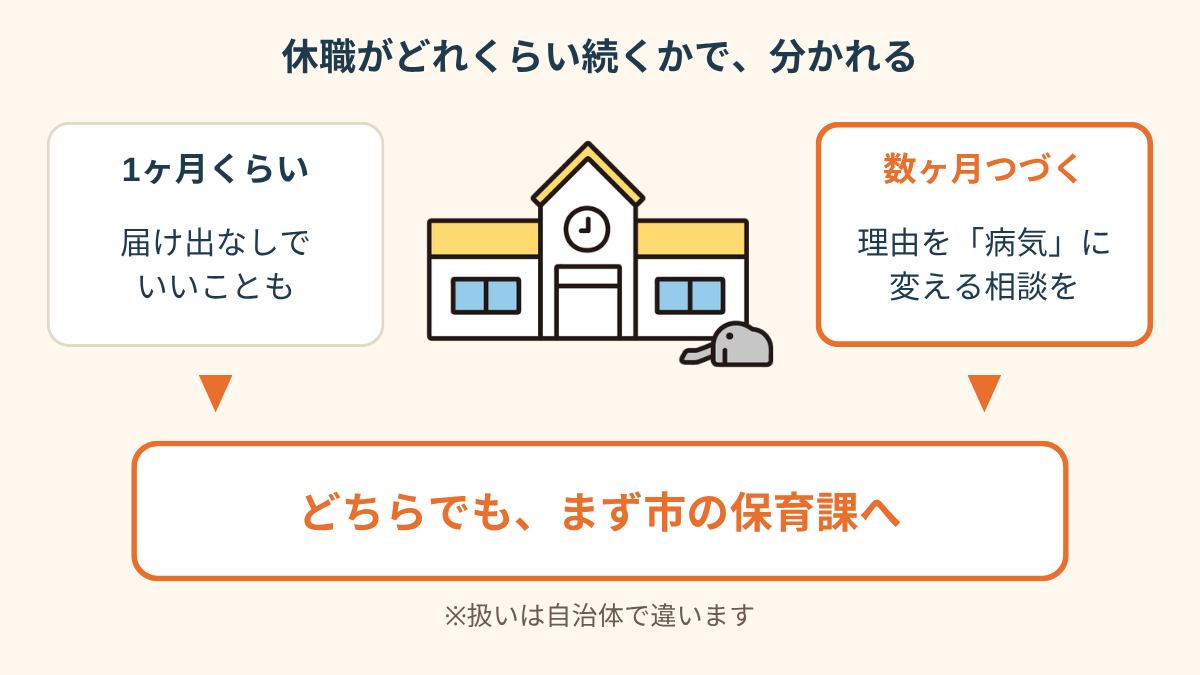 休職がどれくらい続くかで、分かれる
1ヶ月くらい
届け出なしで
いいことも
数ヶ月つづく
理由を「病気」に
変える相談を
どちらでも、まず市の保育課へ
※扱いは自治体で違います